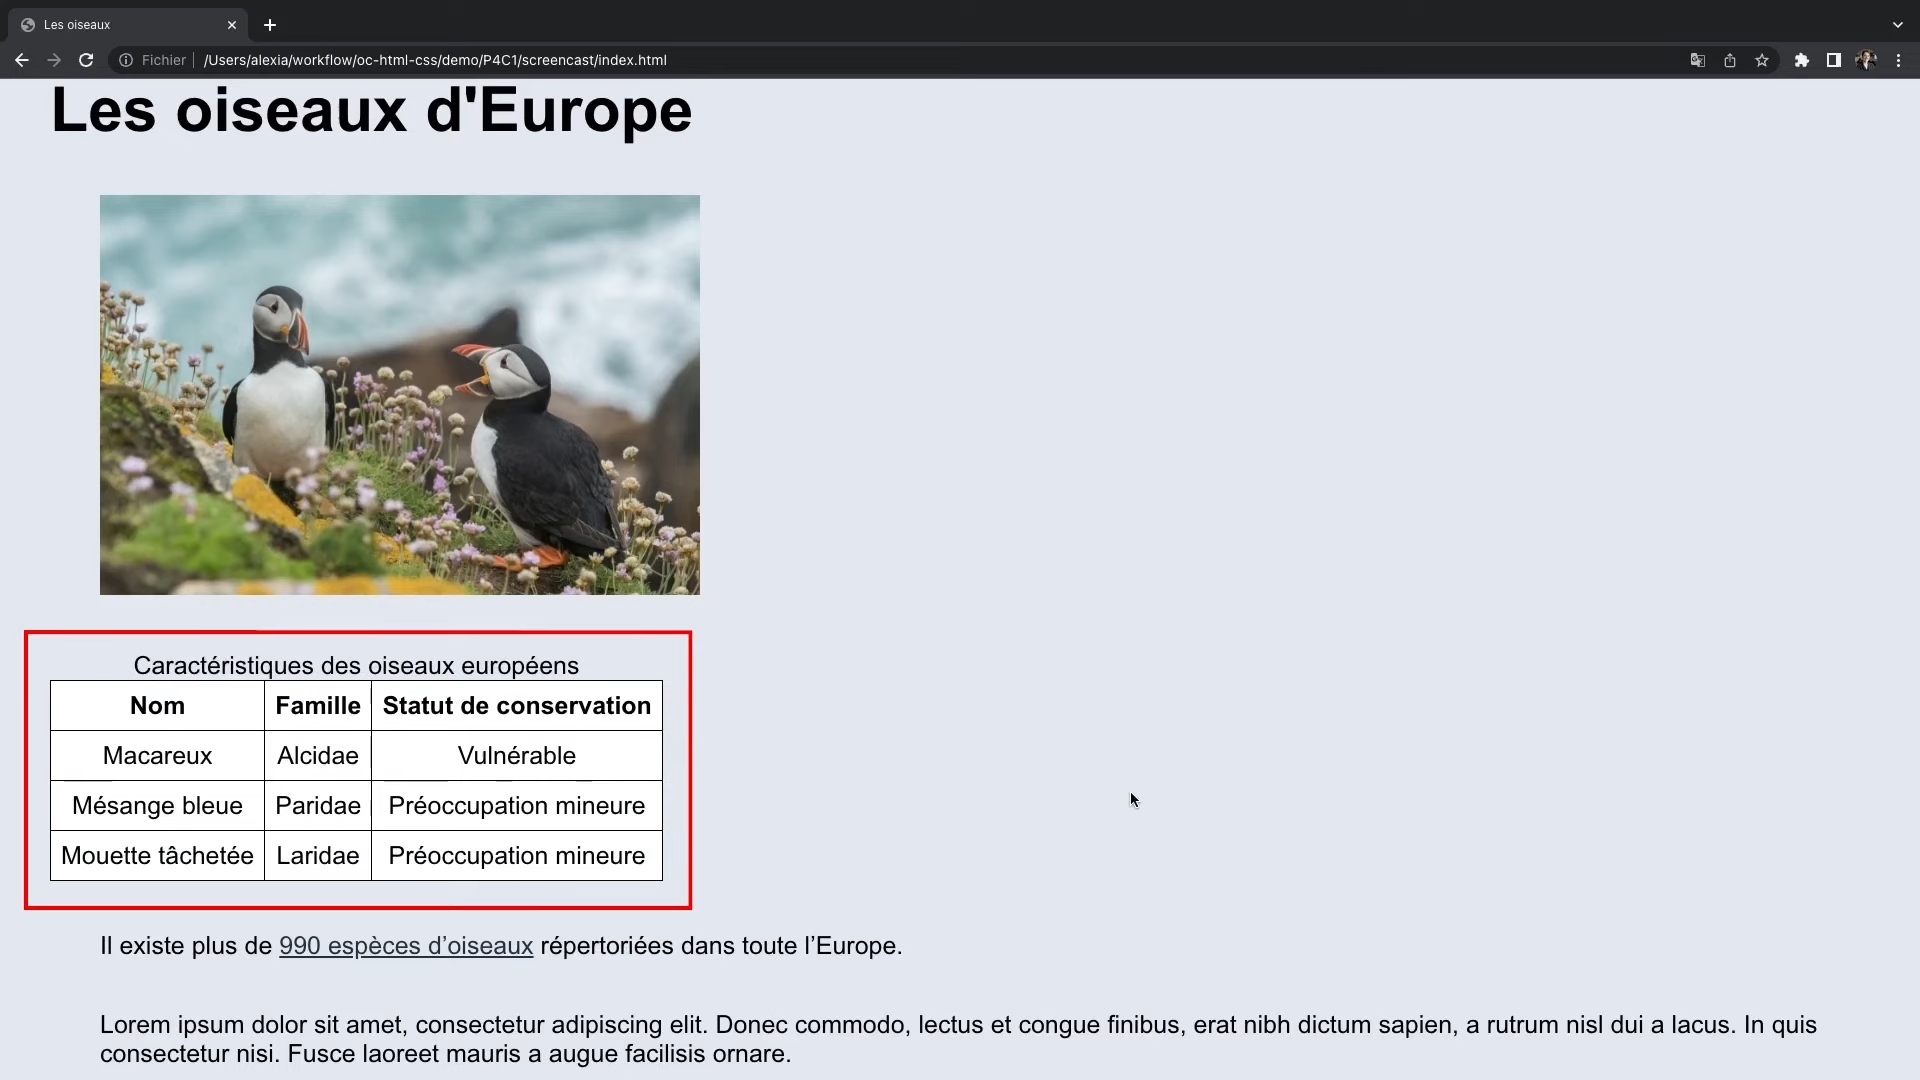 Les oiseaux
Fichier /Users/alexia/workflow/oc-html-css/demo/P4C1/screencast/index.html
Les oiseaux d'Europe
Caractéristiques des oiseaux européens
Nom Famille Statut de conservation
Macareux Alcidae Vulnérable
Mésange bleue Paridae Préoccupation mineure
Mouette tâchetée Laridae Préoccupation mineure
Il existe plus de 990 espèces d’oiseaux répertoriées dans toute l’Europe.
Lorem ipsum dolor sit amet, consectetur adipiscing elit. Donec commodo, lectus et congue finibus, erat nibh dictum sapien, a rutrum nisl dui a lacus. In quis
consectetur nisi. Fusce laoreet mauris a augue facilisis ornare.